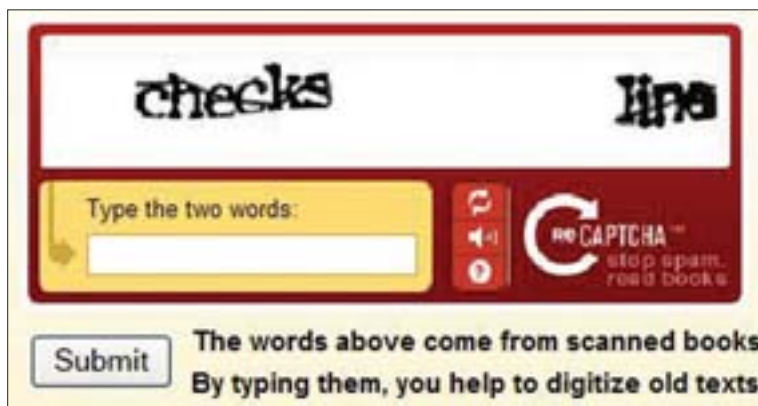 checks line
Type the two words:
reCAPTCHA™
stop spam.
read books
Submit
The words above come from scanned books
By typing them, you help to digitize old texts